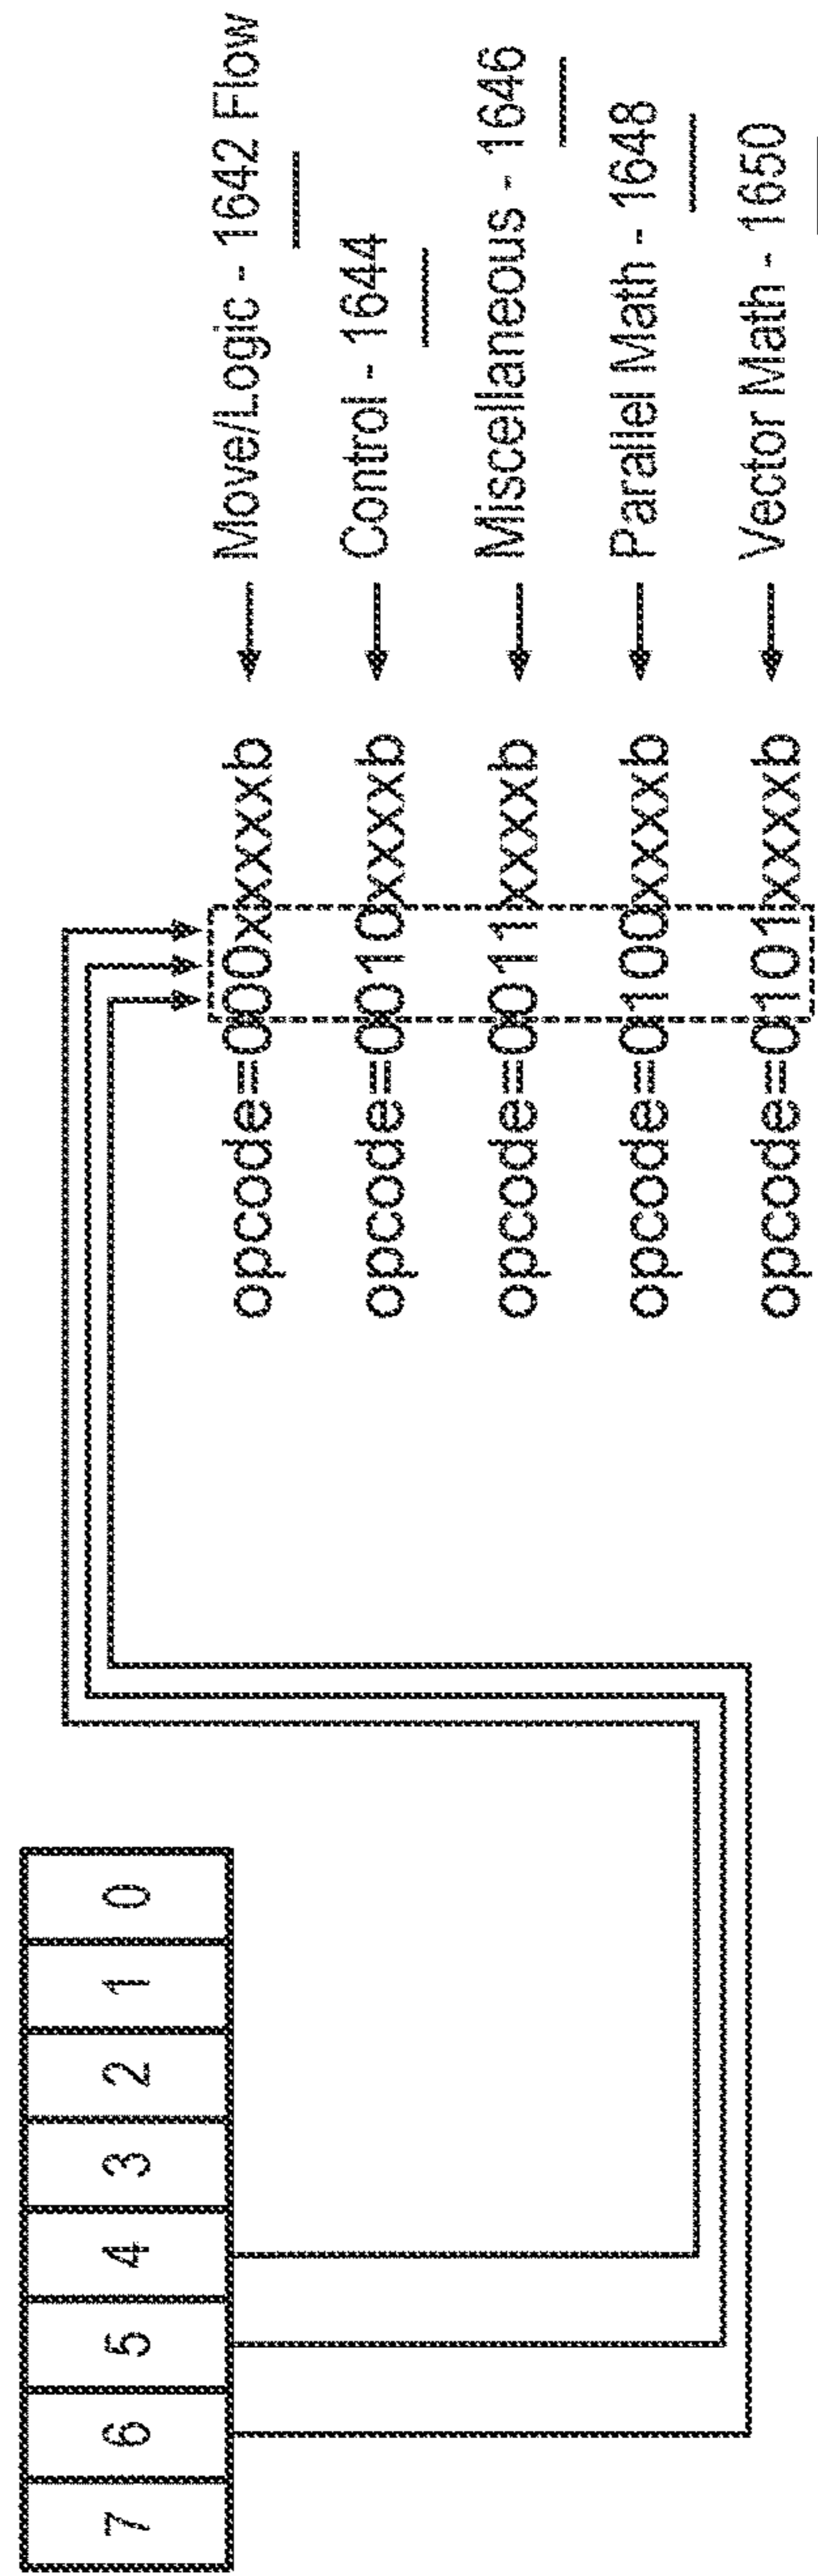 7 6 5 4 3 2 1 0
opcode=000xxxxxb ← Move/Logic - 1642 Flow
opcode=0010xxxxb ← Control - 1644
opcode=0011xxxxb ← Miscellaneous - 1646
opcode=0100xxxxb ← Parallel Math - 1648
opcode=0101xxxxb ← Vector Math - 1650